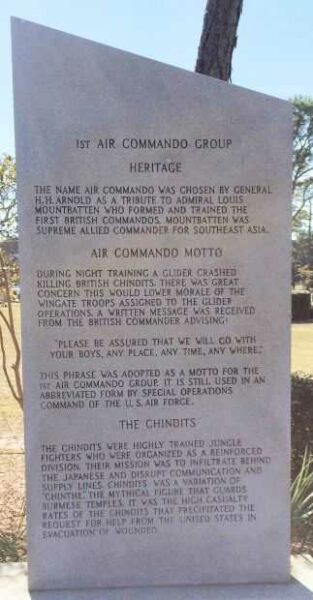 1ST AIR COMMANDO GROUP
HERITAGE
THE NAME AIR COMMANDO WAS CHOSEN BY GENERAL
H.H. ARNOLD AS A TRIBUTE TO ADMIRAL LOUIS
MOUNTBATTEN WHO FORMED AND TRAINED THE
FIRST BRITISH COMMANDOS. MOUNTBATTEN WAS
SUPREME ALLIED COMMANDER FOR SOUTHEAST ASIA.
AIR COMMANDO MOTTO
DURING NIGHT TRAINING A GLIDER CRASHED
KILLING BRITISH CHINDITS. THERE WAS GREAT
CONCERN THIS WOULD LOWER MORALE OF THE
WINGATE TROOPS ASSIGNED TO THE GLIDER
OPERATIONS. A WRITTEN MESSAGE WAS RECEIVED
FROM THE BRITISH COMMANDER ADVISING:
"PLEASE BE ASSURED THAT WE WILL GO WITH
YOUR BOYS, ANY PLACE, ANY TIME, ANY WHERE."
THIS PHRASE WAS ADOPTED AS A MOTTO FOR THE
1ST AIR COMMANDO GROUP. IT IS STILL USED IN AN
ABBREVIATED FORM BY SPECIAL OPERATIONS
COMMAND OF THE U.S. AIR FORCE.
THE CHINDITS
THE CHINDITS WERE HIGHLY TRAINED JUNGLE
FIGHTERS WHO WERE ORGANIZED AS A REINFORCED
DIVISION. THEIR MISSION WAS TO INFILTRATE BEHIND
THE JAPANESE AND DISRUPT COMMUNICATION AND
SUPPLY LINES. CHINDITS WAS A VARIATION OF
"CHINTHE," THE MYTHICAL FIGURE THAT GUARDS
BURMESE TEMPLES. IT WAS THE HIGH CASUALTY
RATES OF THE CHINDITS THAT PRECIPITATED THE
REQUEST FOR HELP FROM THE UNITED STATES IN
EVACUATION OF WOUNDED.